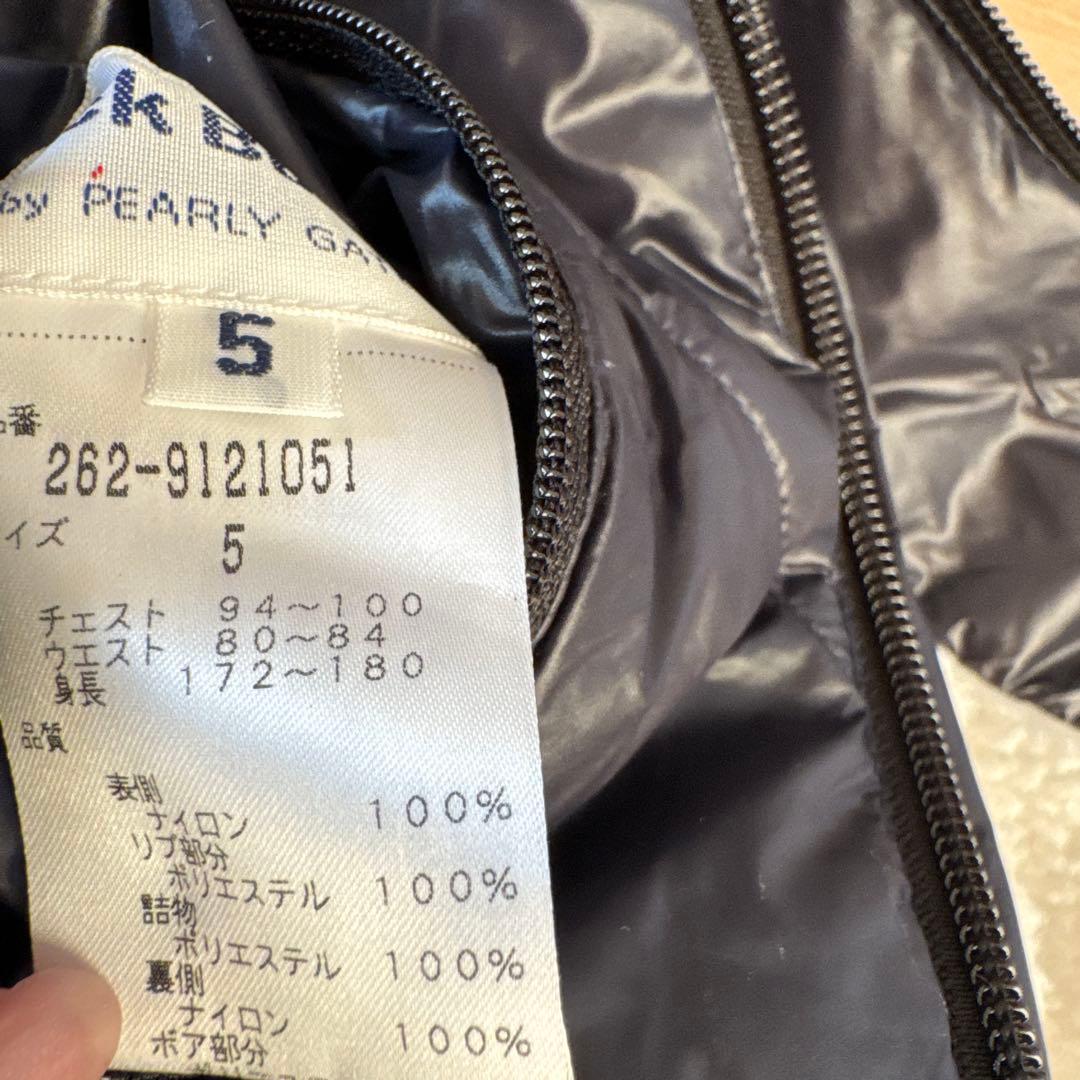 by PEARLY GA
5
262-9121051
イズ 5
チェスト 94～100
ウエスト 80～84
身長 172～180
品質
表側
ナイロン 100%
リブ部分
ポリエステル 100%
詰物
ポリエステル 100%
裏側
ナイロン 100%
ボア部分